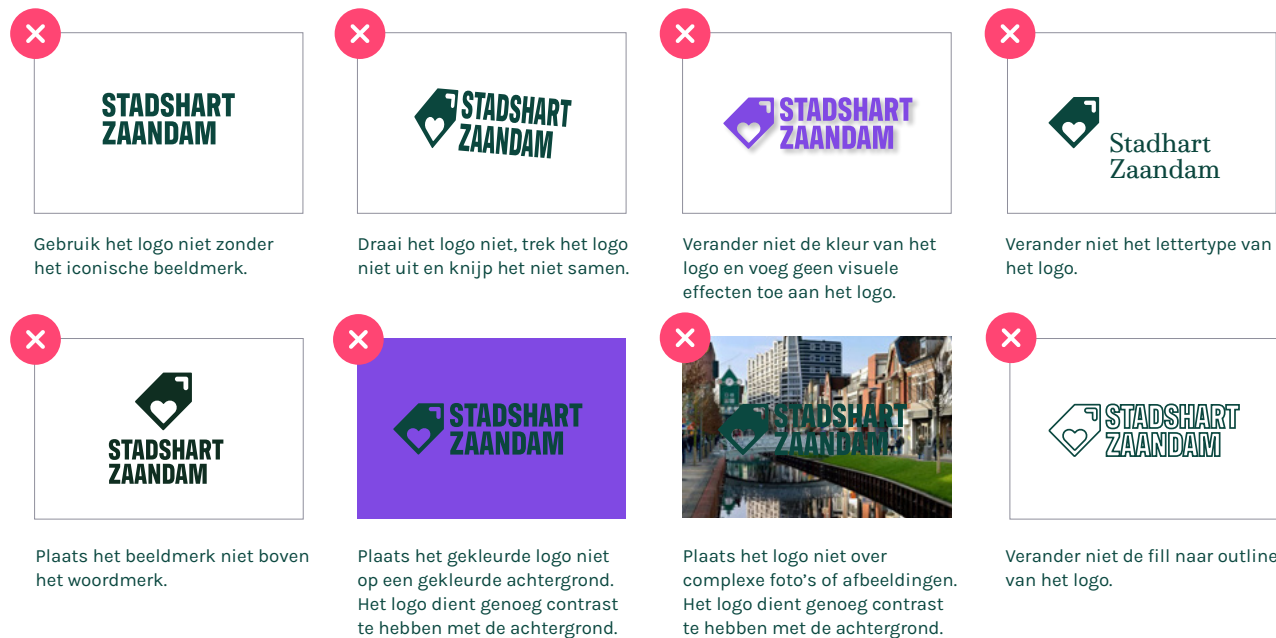 STADSHART
ZAANDAM
Gebruik het logo niet zonder
het iconische beeldmerk.
STADSHART
ZAANDAM
Draai het logo niet, trek het logo
niet uit en knijp het niet samen.
STADSHART
ZAANDAM
Verander niet de kleur van het
logo en voeg geen visuele
effecten toe aan het logo.
Stadhart
Zaandam
Verander niet het lettertype van
het logo.
STADSHART
ZAANDAM
Plaats het beeldmerk niet boven
het woordmerk.
STADSHART
ZAANDAM
Plaats het gekleurde logo niet
op een gekleurde achtergrond.
Het logo dient genoeg contrast
te hebben met de achtergrond.
STADSHART
ZAANDAM
Plaats het logo niet over
complexe foto's of afbeeldingen.
Het logo dient genoeg contrast
te hebben met de achtergrond.
STADSHART
ZAANDAM
Verander niet de fill naar outline
van het logo.